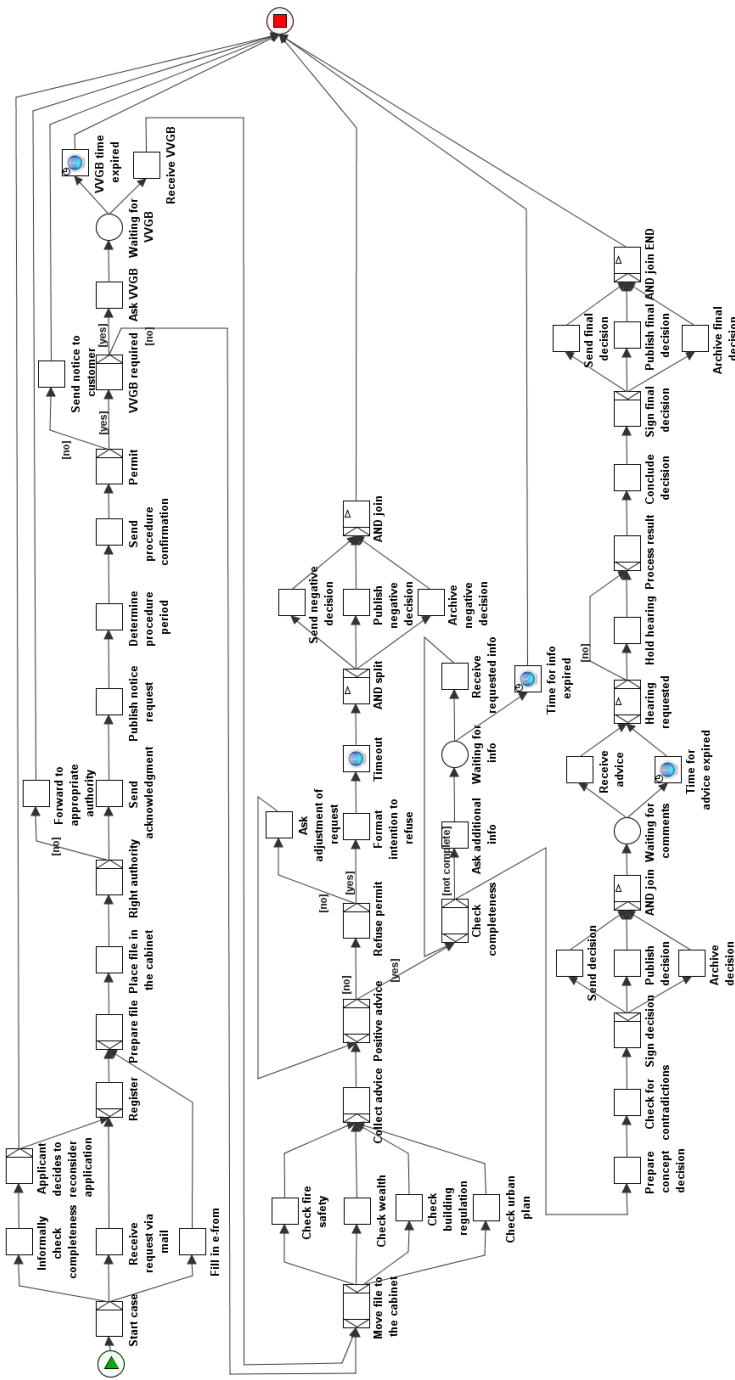 Start case
Informally
check
completeness
Receive
request via
mail
Fill in e-from
Applicant
decides to
reconsider
application
Register
Prepare file
Place file in
the cabinet
Right authority
[no]
Forward to
appropriate
authority
Send
acknowledgment
Publish notice
request
Determine
procedure
period
Send
procedure
confirmation
Permit
[no]
[yes]
Send notice to
customer
VVGB required
[yes]
[no]
Ask VVGB
Waiting for
VVGB
VVGB time
expired
Receive VVGB
Move file to
the cabinet
Check fire
safety
Check wealth
Check
building
regulation
Check urban
plan
Collect advice
Positive advice
[no]
[yes]
Refuse permit
[no]
[yes]
Ask
adjustment of
request
Format
intention to
refuse
Timeout
AND split
Send negative
decision
Publish
negative
decision
Archive
negative
decision
AND join
Check
completeness
[not complete]
Ask additional
info
Waiting for
info
Receive
requested info
Time for info
expired
Prepare
concept
decision
Check for
contradictions
Sign decision
Send decision
Publish
decision
Archive
decision
AND join
Waiting for
comments
Receive
advice
Time for
advice expired
Hearing
requested
[no]
Hold hearing
Process result
Conclude
decision
Sign final
decision
Send final
decision
Publish final
decision
Archive final
decision
AND join END